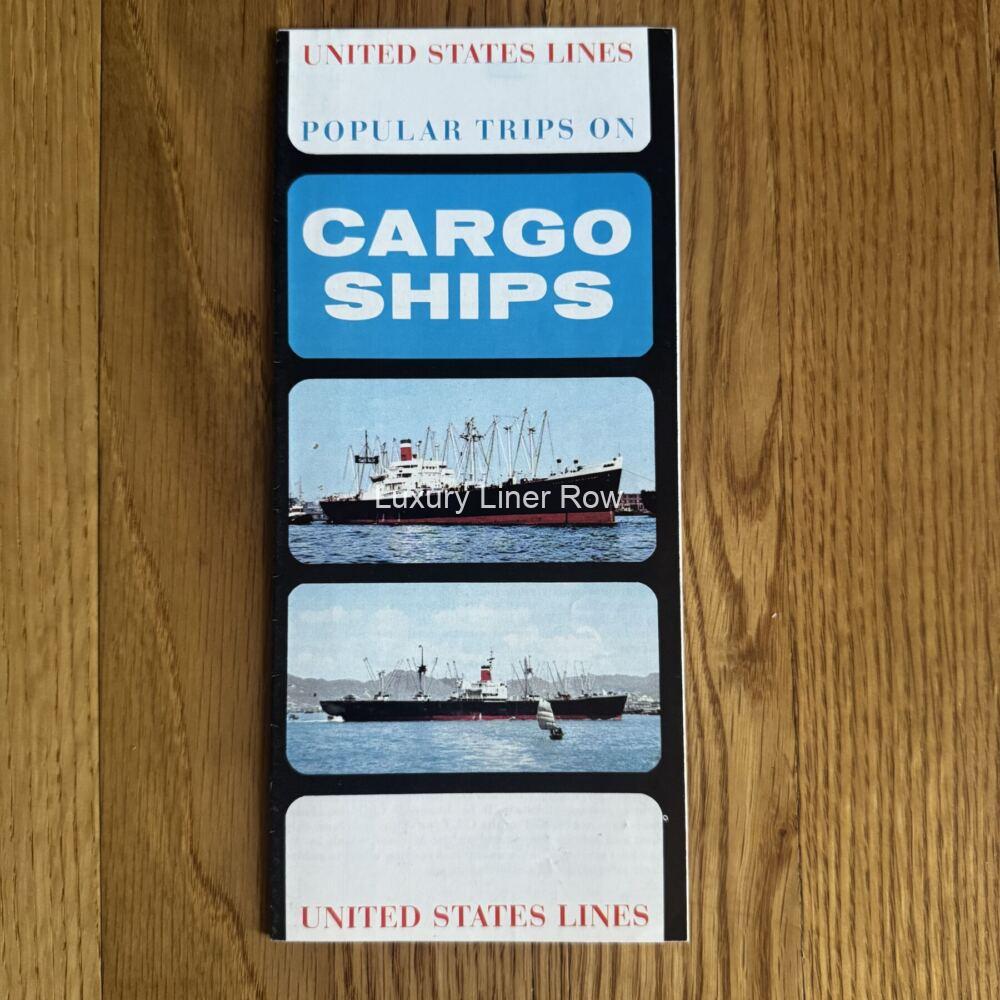 UNITED STATES LINES
POPULAR TRIPS ON
CARGO
SHIPS
Luxury Liner Row
UNITED STATES LINES